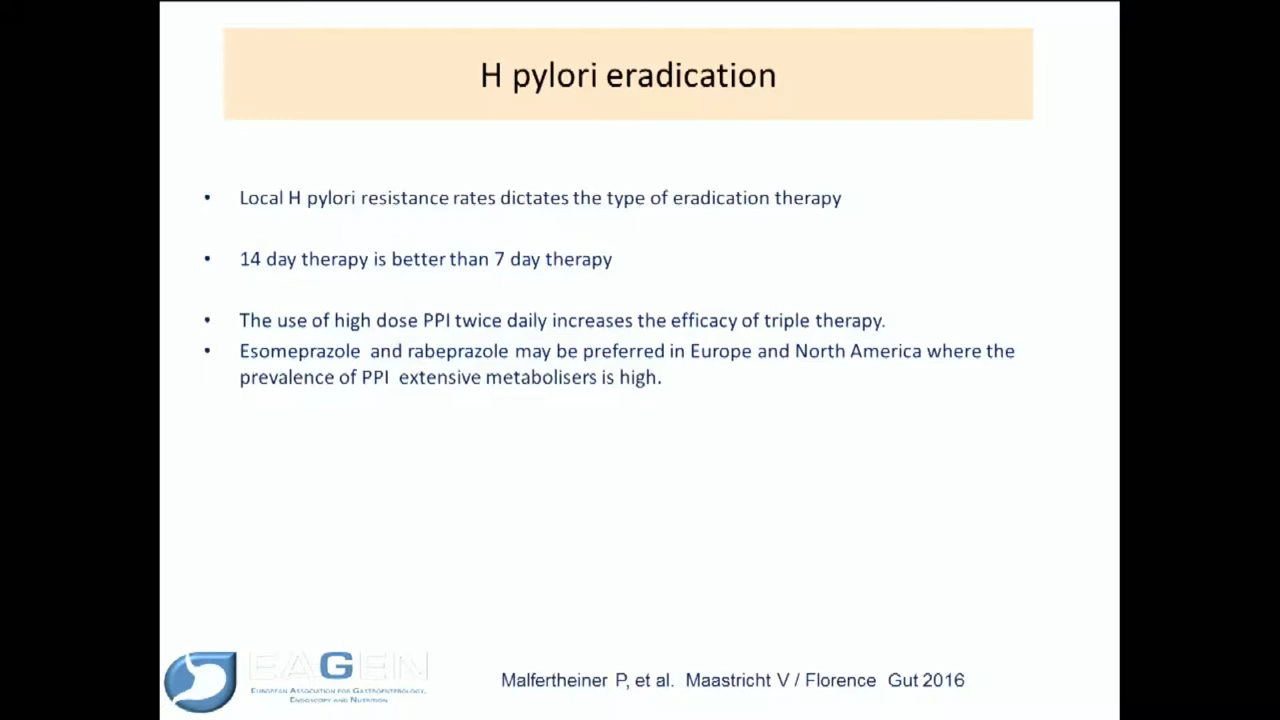 H pylori eradication
• Local H pylori resistance rates dictates the type of eradication therapy
• 14 day therapy is better than 7 day therapy
• The use of high dose PPI twice daily increases the efficacy of triple therapy.
• Esomeprazole and rabeprazole may be preferred in Europe and North America where the
prevalence of PPI extensive metabolisers is high.
EAGEN
European Association for Gastroenterology,
Endoscopy and Nutrition
Malfertheiner P, et al. Maastricht V / Florence Gut 2016